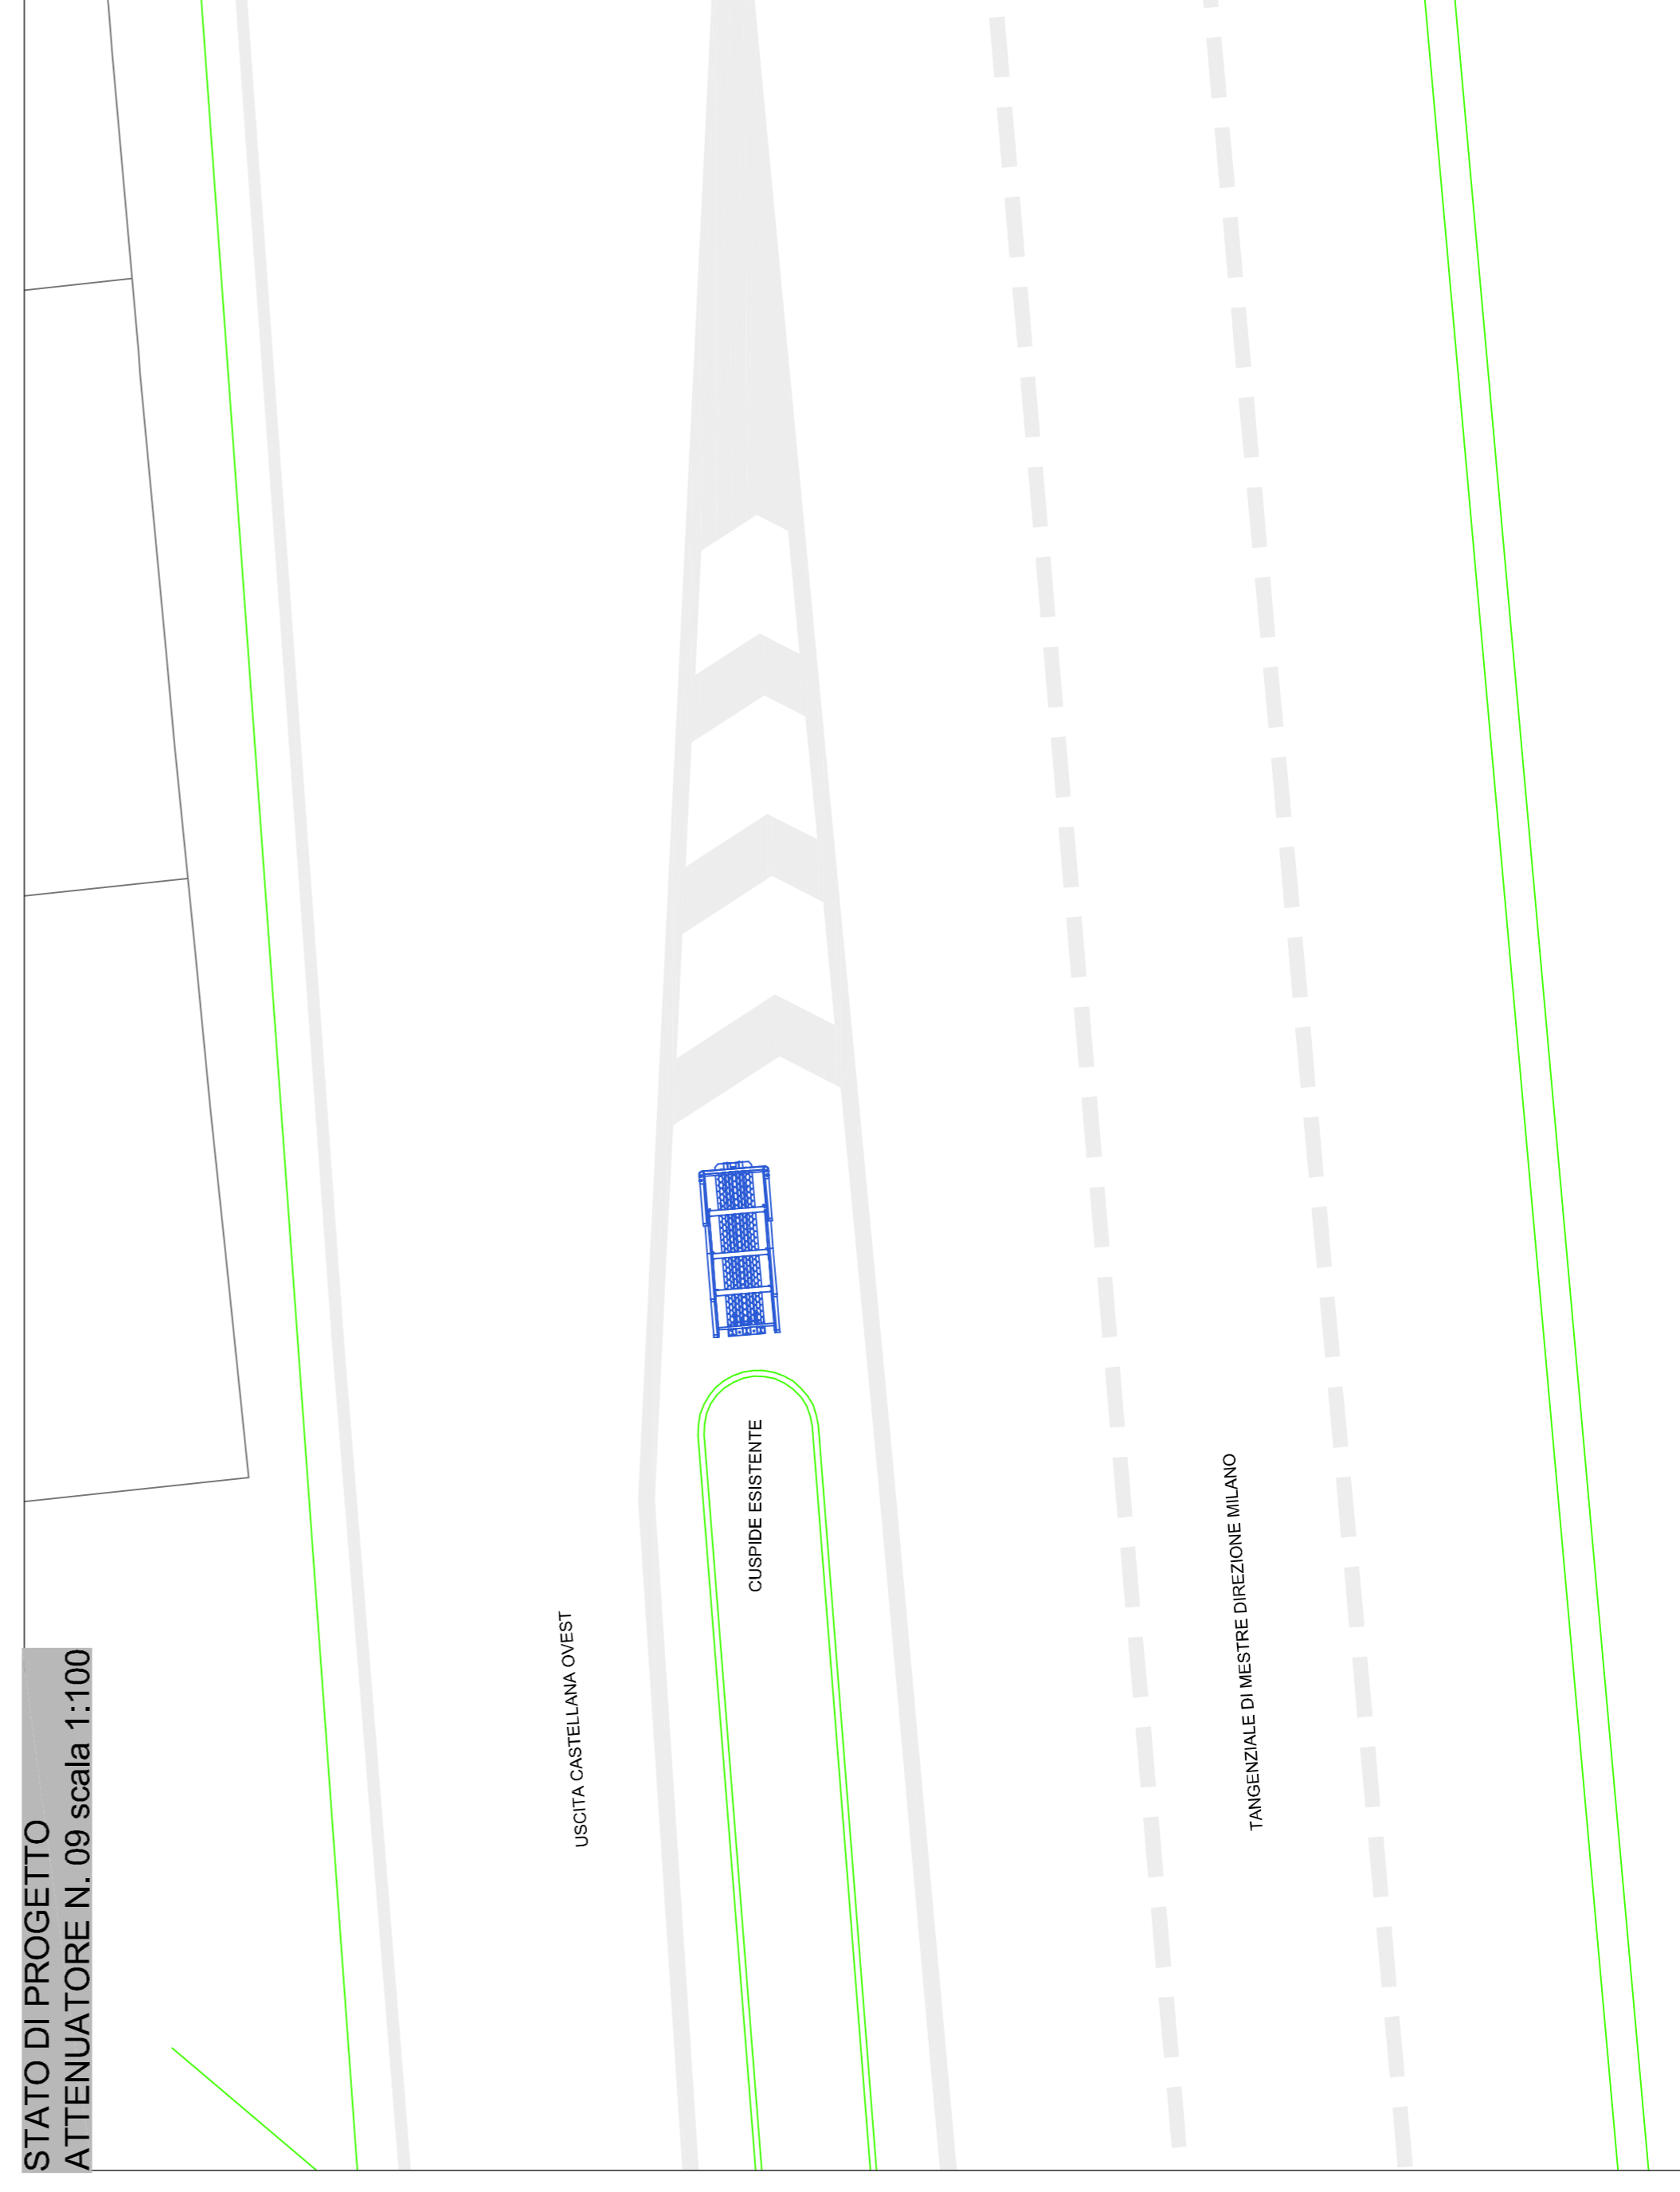 STATO DI PROGETTO
ATTENUATORE N. 09 scala 1:100
USCITA CASTELLANA OVEST
CUSPIDE ESISTENTE
TANGENZIALE DI MESTRE DIREZIONE MILANO